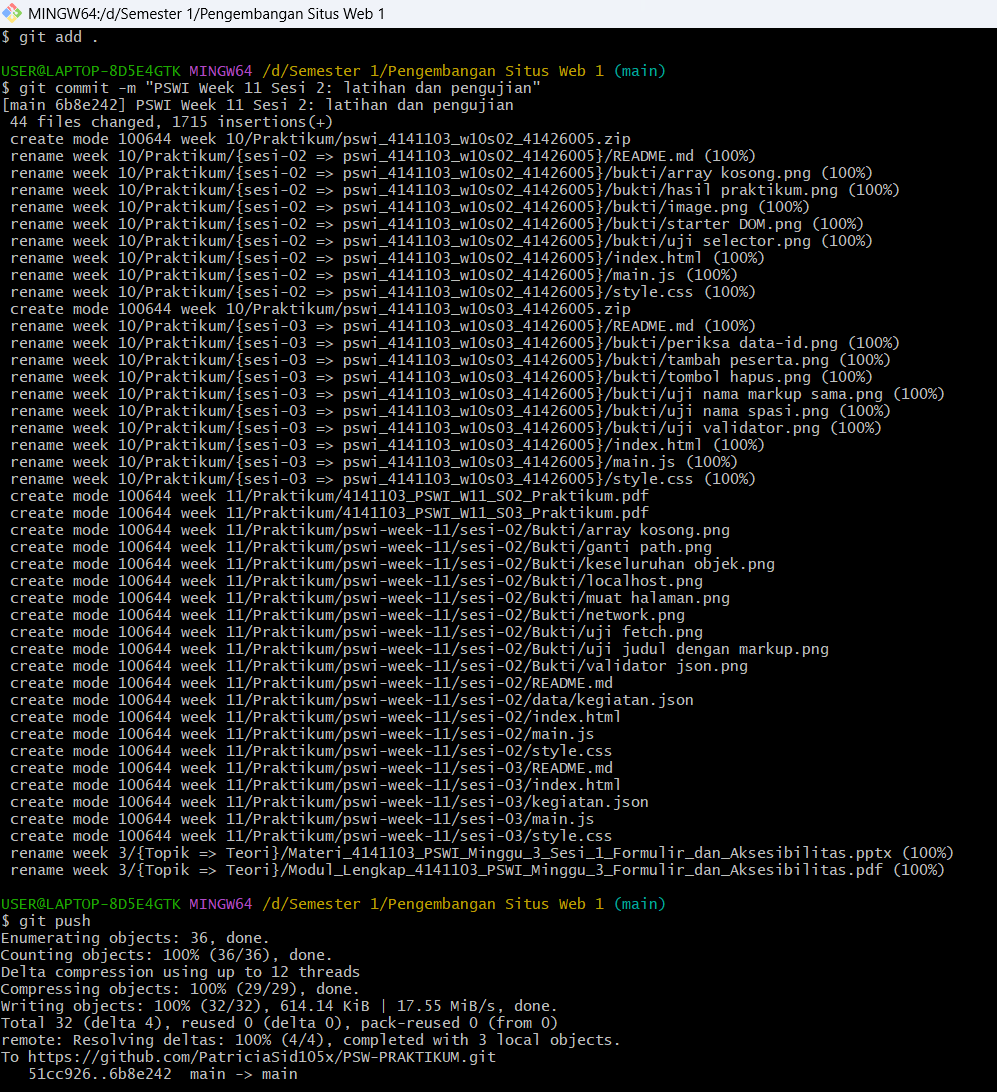 MINGW64:/d/Semester 1/Pengembangan Situs Web 1
$ git add .
USER@LAPTOP-8D5E4GTK MINGW64 /d/Semester 1/Pengembangan Situs Web 1 (main)
$ git commit -m "PSWI Week 11 Sesi 2: latihan dan pengujian"
[main 6b8e242] PSWI Week 11 Sesi 2: latihan dan pengujian
 44 files changed, 1715 insertions(+)
 create mode 100644 week 10/Praktikum/pswi_4141103_w10s02_41426005.zip
 rename week 10/Praktikum/{sesi-02 => pswi_4141103_w10s02_41426005}/README.md (100%)
 rename week 10/Praktikum/{sesi-02 => pswi_4141103_w10s02_41426005}/bukti/array kosong.png (100%)
 rename week 10/Praktikum/{sesi-02 => pswi_4141103_w10s02_41426005}/bukti/hasil praktikum.png (100%)
 rename week 10/Praktikum/{sesi-02 => pswi_4141103_w10s02_41426005}/bukti/image.png (100%)
 rename week 10/Praktikum/{sesi-02 => pswi_4141103_w10s02_41426005}/bukti/starter DOM.png (100%)
 rename week 10/Praktikum/{sesi-02 => pswi_4141103_w10s02_41426005}/bukti/uji selector.png (100%)
 rename week 10/Praktikum/{sesi-02 => pswi_4141103_w10s02_41426005}/index.html (100%)
 rename week 10/Praktikum/{sesi-02 => pswi_4141103_w10s02_41426005}/main.js (100%)
 rename week 10/Praktikum/{sesi-02 => pswi_4141103_w10s02_41426005}/style.css (100%)
 create mode 100644 week 10/Praktikum/pswi_4141103_w10s03_41426005.zip
 rename week 10/Praktikum/{sesi-03 => pswi_4141103_w10s03_41426005}/README.md (100%)
 rename week 10/Praktikum/{sesi-03 => pswi_4141103_w10s03_41426005}/bukti/periksa data-id.png (100%)
 rename week 10/Praktikum/{sesi-03 => pswi_4141103_w10s03_41426005}/bukti/tambah peserta.png (100%)
 rename week 10/Praktikum/{sesi-03 => pswi_4141103_w10s03_41426005}/bukti/tombol hapus.png (100%)
 rename week 10/Praktikum/{sesi-03 => pswi_4141103_w10s03_41426005}/bukti/uji nama markup sama.png (100%)
 rename week 10/Praktikum/{sesi-03 => pswi_4141103_w10s03_41426005}/bukti/uji nama spasi.png (100%)
 rename week 10/Praktikum/{sesi-03 => pswi_4141103_w10s03_41426005}/bukti/uji validator.png (100%)
 rename week 10/Praktikum/{sesi-03 => pswi_4141103_w10s03_41426005}/index.html (100%)
 rename week 10/Praktikum/{sesi-03 => pswi_4141103_w10s03_41426005}/main.js (100%)
 rename week 10/Praktikum/{sesi-03 => pswi_4141103_w10s03_41426005}/style.css (100%)
 create mode 100644 week 11/Praktikum/4141103_PSWI_W11_S02_Praktikum.pdf
 create mode 100644 week 11/Praktikum/4141103_PSWI_W11_S03_Praktikum.pdf
 create mode 100644 week 11/Praktikum/pswi-week-11/sesi-02/Bukti/array kosong.png
 create mode 100644 week 11/Praktikum/pswi-week-11/sesi-02/Bukti/ganti path.png
 create mode 100644 week 11/Praktikum/pswi-week-11/sesi-02/Bukti/keseluruhan objek.png
 create mode 100644 week 11/Praktikum/pswi-week-11/sesi-02/Bukti/localhost.png
 create mode 100644 week 11/Praktikum/pswi-week-11/sesi-02/Bukti/muat halaman.png
 create mode 100644 week 11/Praktikum/pswi-week-11/sesi-02/Bukti/network.png
 create mode 100644 week 11/Praktikum/pswi-week-11/sesi-02/Bukti/uji fetch.png
 create mode 100644 week 11/Praktikum/pswi-week-11/sesi-02/Bukti/uji judul dengan markup.png
 create mode 100644 week 11/Praktikum/pswi-week-11/sesi-02/Bukti/validator json.png
 create mode 100644 week 11/Praktikum/pswi-week-11/sesi-02/README.md
 create mode 100644 week 11/Praktikum/pswi-week-11/sesi-02/data/kegiatan.json
 create mode 100644 week 11/Praktikum/pswi-week-11/sesi-02/index.html
 create mode 100644 week 11/Praktikum/pswi-week-11/sesi-02/main.js
 create mode 100644 week 11/Praktikum/pswi-week-11/sesi-02/style.css
 create mode 100644 week 11/Praktikum/pswi-week-11/sesi-03/README.md
 create mode 100644 week 11/Praktikum/pswi-week-11/sesi-03/index.html
 create mode 100644 week 11/Praktikum/pswi-week-11/sesi-03/kegiatan.json
 create mode 100644 week 11/Praktikum/pswi-week-11/sesi-03/main.js
 create mode 100644 week 11/Praktikum/pswi-week-11/sesi-03/style.css
 rename week 3/{Topik => Teori}/Materi_4141103_PSWI_Minggu_3_Sesi_1_Formulir_dan_Aksesibilitas.pptx (100%)
 rename week 3/{Topik => Teori}/Modul_Lengkap_4141103_PSWI_Minggu_3_Formulir_dan_Aksesibilitas.pdf (100%)
USER@LAPTOP-8D5E4GTK MINGW64 /d/Semester 1/Pengembangan Situs Web 1 (main)
$ git push
Enumerating objects: 36, done.
Counting objects: 100% (36/36), done.
Delta compression using up to 12 threads
Compressing objects: 100% (29/29), done.
Writing objects: 100% (32/32), 614.14 KiB | 17.55 MiB/s, done.
Total 32 (delta 4), reused 0 (delta 0), pack-reused 0 (from 0)
remote: Resolving deltas: 100% (4/4), completed with 3 local objects.
To https://github.com/PatriciaSid105x/PSW-PRAKTIKUM.git
   51cc926..6b8e242  main -> main